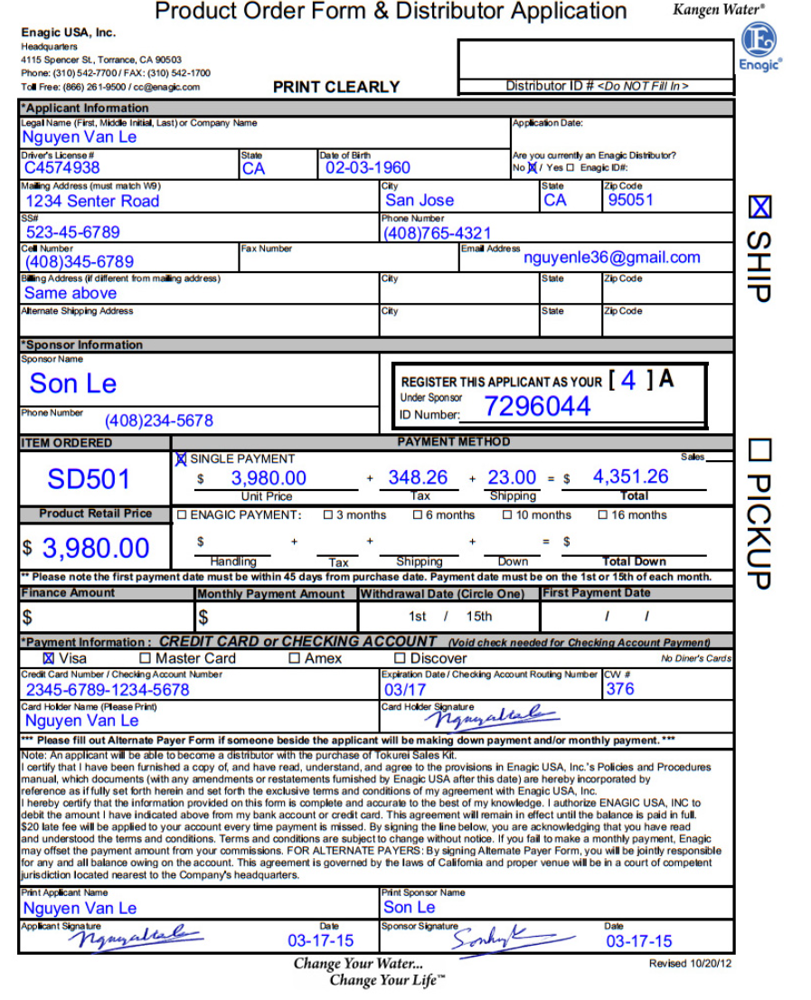 Product Order Form & Distributor Application
Kangen Water®
Enagic USA, Inc.
Headquarters
4115 Spencer St., Torrance, CA 90503
Phone: (310) 542-7700 / FAX: (310) 542-1700
Toll Free: (866) 261-9500 / cc@enagic.com
PRINT CLEARLY
Distributor ID # <Do NOT Fill In>
Enagic®
*Applicant Information
Legal Name (First, Middle Initial, Last) or Company Name
Application Date:
Nguyen Van Le
Driver's License # State Date of Birth
Are you currently an Enagic Distributor?
C4574938 CA 02-03-1960
No X / Yes Enagic ID#:
Mailing Address (must match W9) City State Zip Code
1234 Senter Road San Jose CA 95051
SS# Phone Number
523-45-6789 (408)765-4321
Cell Number Fax Number Email Address
(408)345-6789 nguyenle36@gmail.com
Billing Address (if different from mailing address) City State Zip Code
Same above
Alternate Shipping Address City State Zip Code
X SHIP
*Sponsor Information
Sponsor Name
Son Le
REGISTER THIS APPLICANT AS YOUR [ 4 ] A
Under Sponsor
ID Number: 7296044
Phone Number (408)234-5678
ITEM ORDERED PAYMENT METHOD
X SINGLE PAYMENT Sales
SD501
$ 3,980.00 + 348.26 + 23.00 = $ 4,351.26
Unit Price Tax Shipping Total
PICKUP
Product Retail Price
ENAGIC PAYMENT: 3 months 6 months 10 months 16 months
$ 3,980.00
$ + + + = $
Handling Tax Shipping Down Total Down
** Please note the first payment date must be within 45 days from purchase date. Payment date must be on the 1st or 15th of each month.
Finance Amount Monthly Payment Amount Withdrawal Date (Circle One) First Payment Date
$ $ 1st / 15th / /
*Payment Information : CREDIT CARD or CHECKING ACCOUNT (Void check needed for Checking Account Payment)
X Visa Master Card Amex Discover No Diner's Cards
Credit Card Number / Checking Account Number Expiration Date / Checking Account Routing Number CVV #
2345-6789-1234-5678 03/17 376
Card Holder Name (Please Print) Card Holder Signature
Nguyen Van Le
*** Please fill out Alternate Payer Form if someone beside the applicant will be making down payment and/or monthly payment. ***
Note: An applicant will be able to become a distributor with the purchase of Tokurei Sales Kit.
I certify that I have been furnished a copy of, and have read, understand, and agree to the provisions in Enagic USA, Inc.'s Policies and Procedures
manual, which documents (with any amendments or restatements furnished by Enagic USA after this date) are hereby incorporated by
reference as if fully set forth herein and set forth the exclusive terms and conditions of my agreement with Enagic USA, Inc.
I hereby certify that the information provided on this form is complete and accurate to the best of my knowledge. I authorize ENAGIC USA, INC to
debit the amount I have indicated above from my bank account or credit card. This agreement will remain in effect until the balance is paid in full.
$20 late fee will be applied to your account every time payment is missed. By signing the line below, you are acknowledging that you have read
and understood the terms and conditions. Terms and conditions are subject to change without notice. If you fail to make a monthly payment, Enagic
may offset the payment amount from your commissions. FOR ALTERNATE PAYERS: By signing Alternate Payer Form, you will be jointly responsible
for any and all balance owing on the account. This agreement is governed by the laws of California and proper venue will be in a court of competent
jurisdiction located nearest to the Company's headquarters.
Print Applicant Name Print Sponsor Name
Nguyen Van Le Son Le
Applicant Signature Date Sponsor Signature Date
03-17-15 03-17-15
Change Your Water...
Change Your Life™
Revised 10/20/12